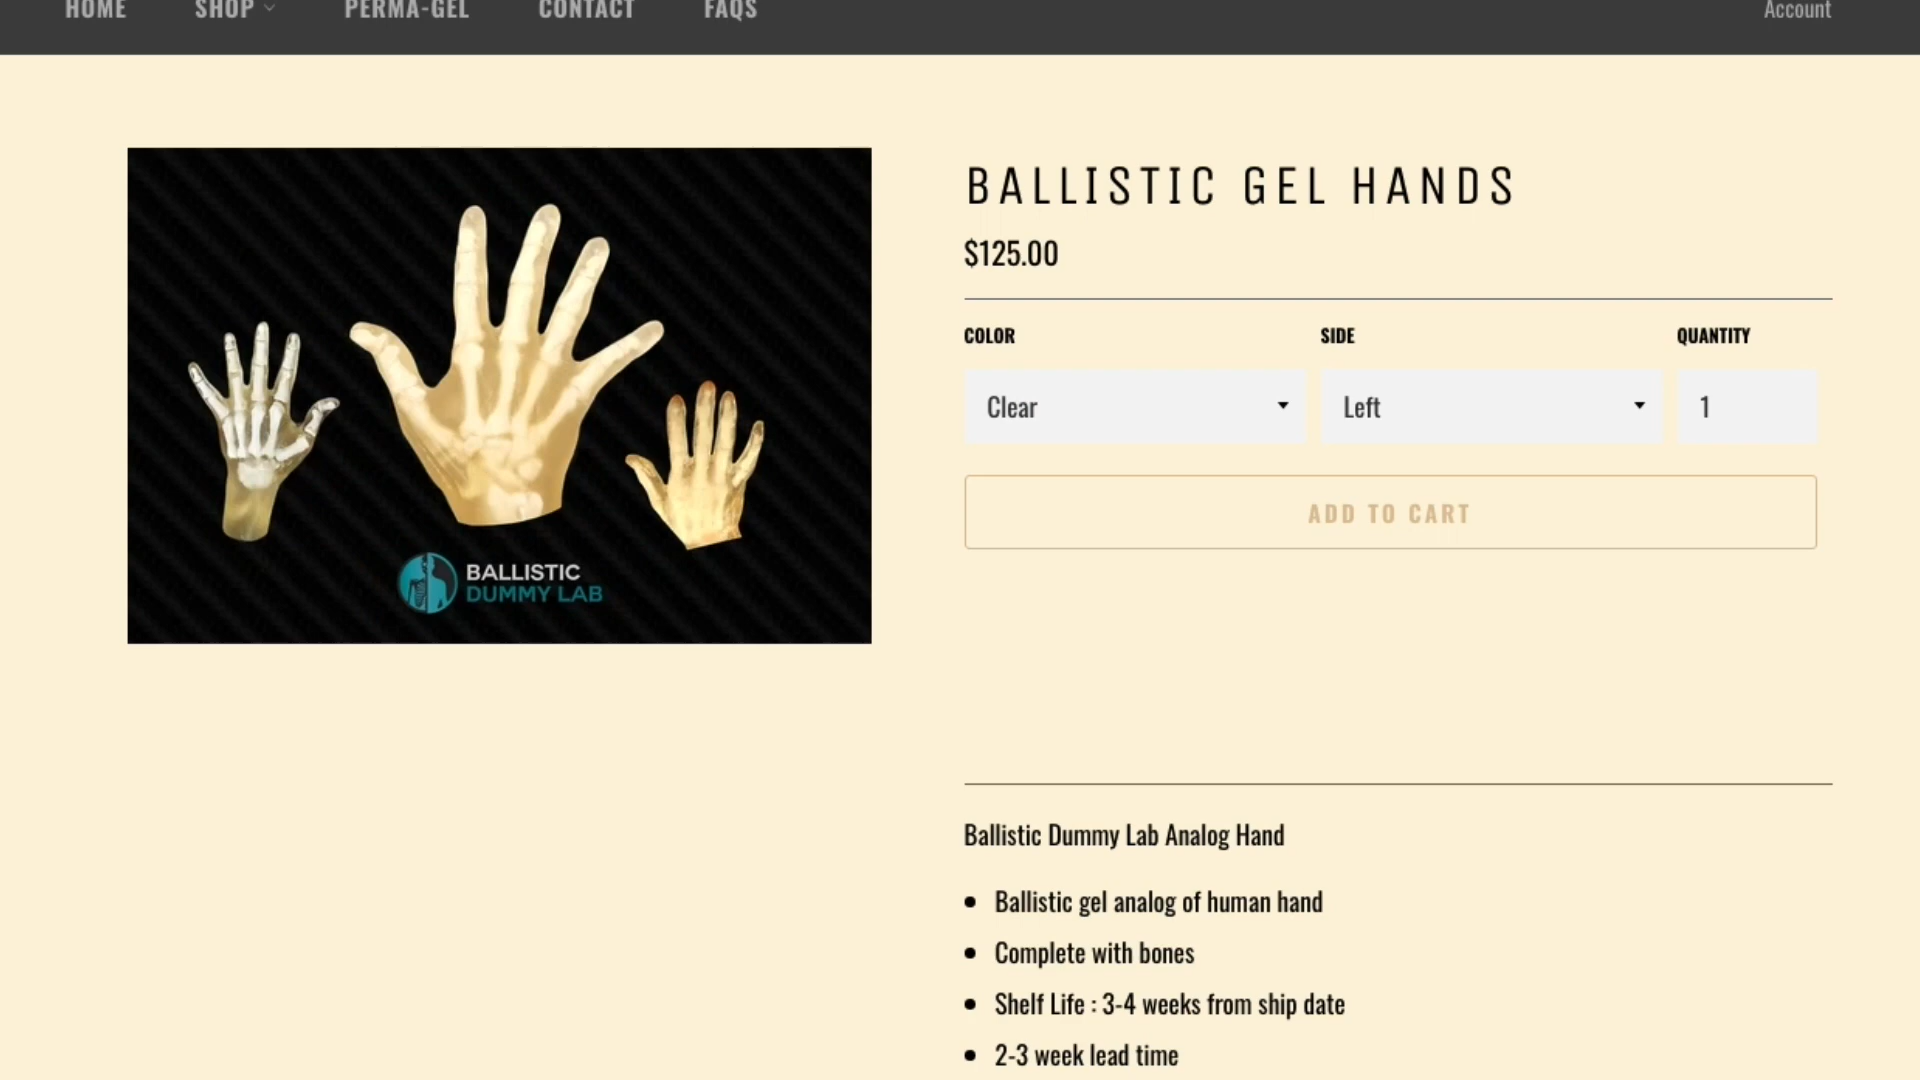 HOME SHOP PERMA-GEL CONTACT FAQS Account
BALLISTIC GEL HANDS
$125.00
COLOR SIDE QUANTITY
Clear Left 1
ADD TO CART
BALLISTIC
DUMMY LAB
Ballistic Dummy Lab Analog Hand
Ballistic gel analog of human hand
Complete with bones
Shelf Life : 3-4 weeks from ship date
2-3 week lead time